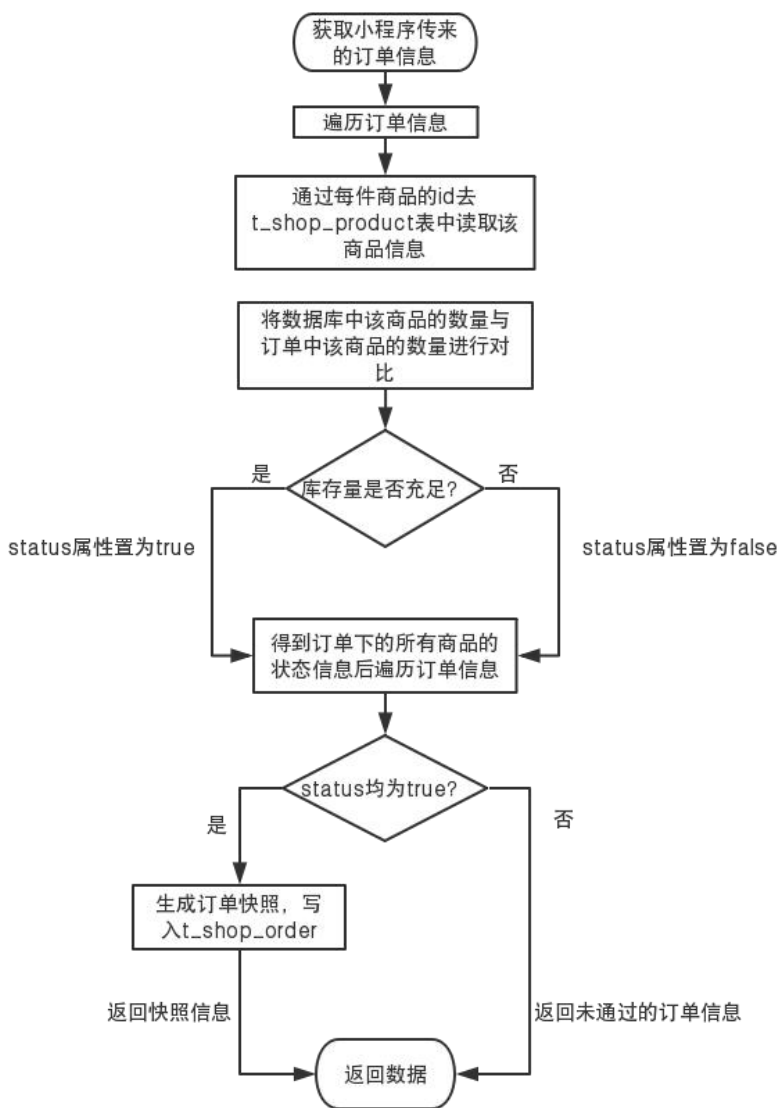 获取小程序传来
的订单信息
遍历订单信息
通过每件商品的id去
t_shop_product表中读取该
商品信息
将数据库中该商品的数量与
订单中该商品的数量进行对
比
是
库存量是否充足?
否
status属性置为true
status属性置为false
得到订单下的所有商品的
状态信息后遍历订单信息
status均为true?
是
否
生成订单快照，写
入t_shop_order
返回快照信息
返回未通过的订单信息
返回数据